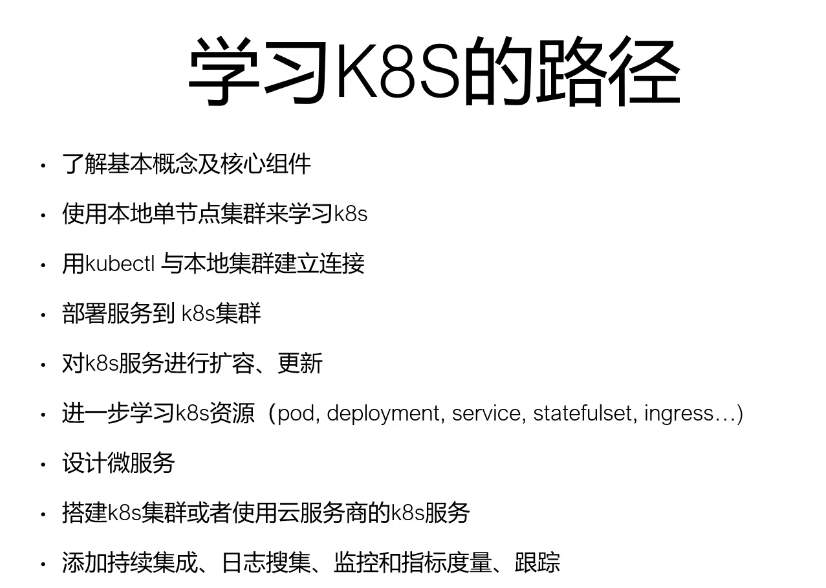 学习K8S的路径
• 了解基本概念及核心组件
• 使用本地单节点集群来学习k8s
• 用kubectl 与本地集群建立连接
• 部署服务到 k8s集群
• 对k8s服务进行扩容、更新
• 进一步学习k8s资源（pod, deployment, service, statefulset, ingress…)
• 设计微服务
• 搭建k8s集群或者使用云服务商的k8s服务
• 添加持续集成、日志搜集、监控和指标度量、跟踪